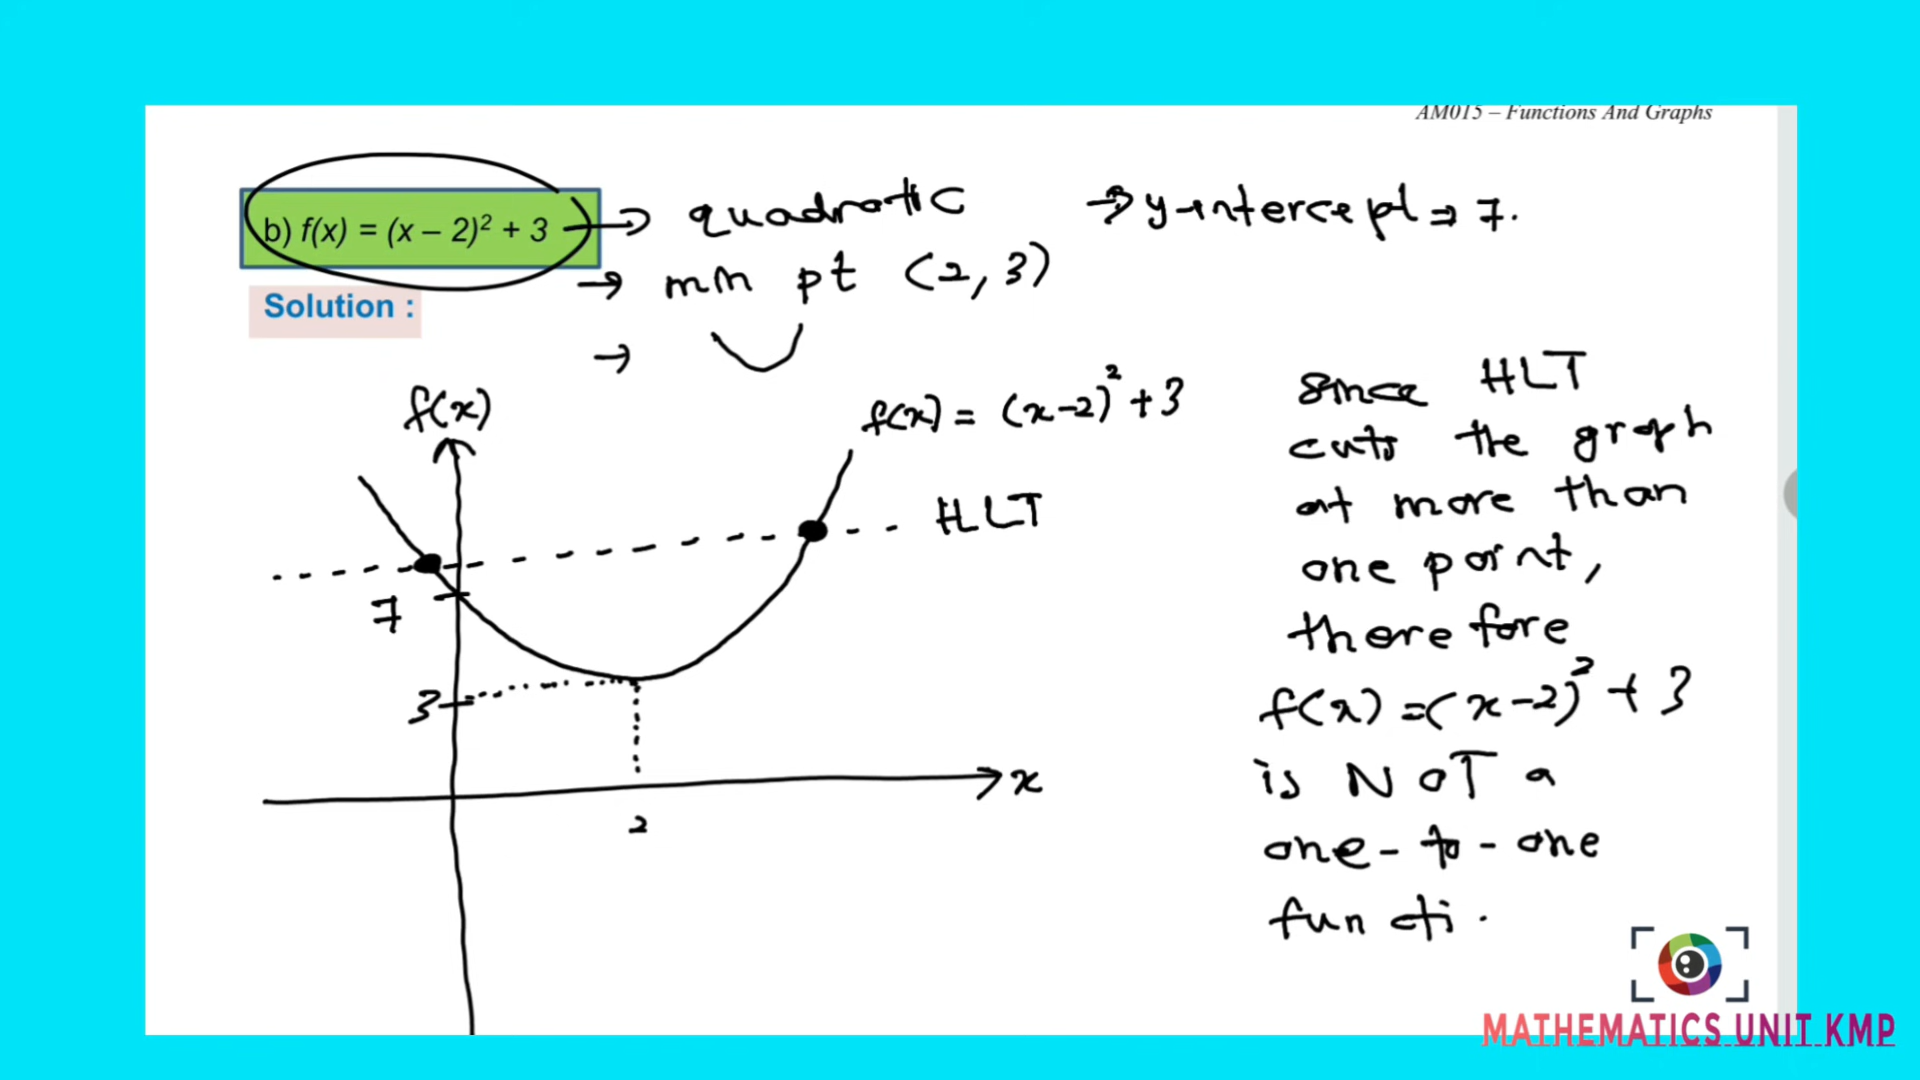 AM015 – Functions And Graphs
b) f(x) = (x – 2)² + 3 → quadratic → y-intercept = 7.
Solution :
→ min pt (2, 3)
→
f(x)
f(x) = (x-2)² + 3
HLT
7
3
x
2
since HLT
cuts the graph
at more than
one point,
therefore
f(x) = (x-2)² + 3
is NOT a
one-to-one
functi
MATHEMATICS UNIT KMP